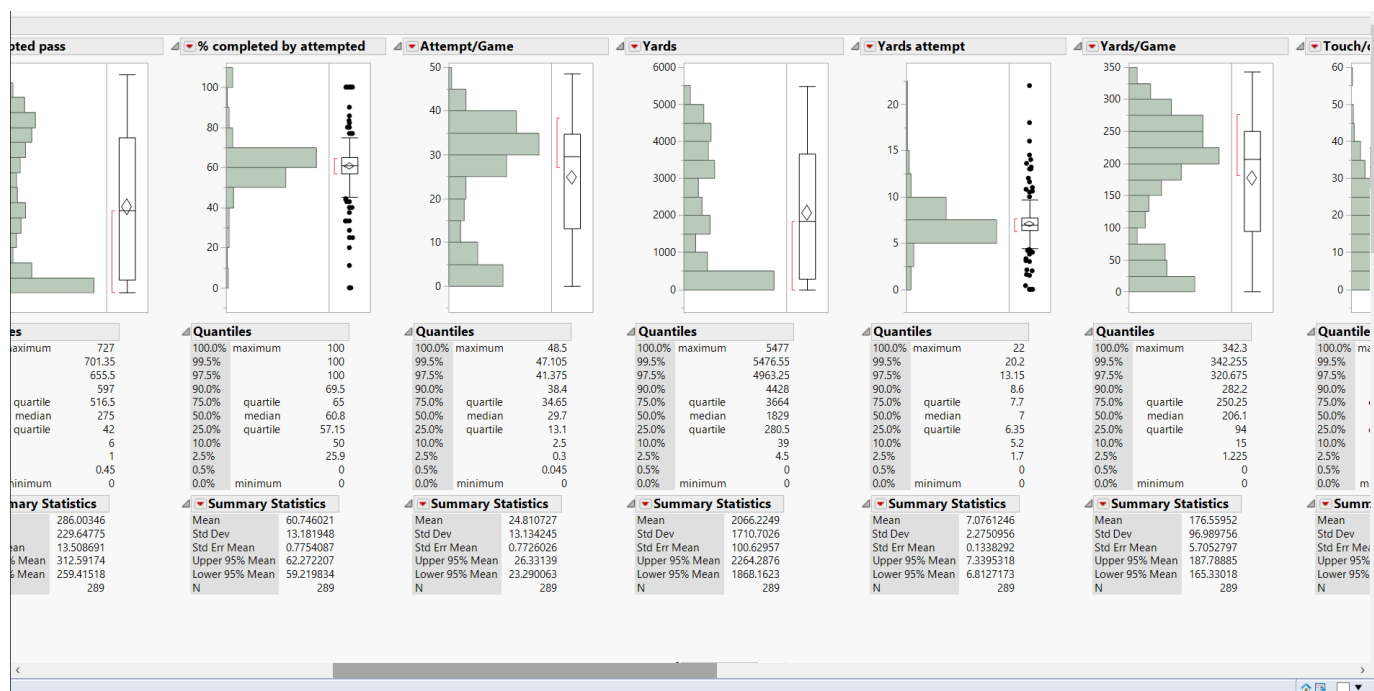 oted pass
% completed by attempted
Attempt/Game
Yards
Yards attempt
Yards/Game
Touch/
100
80
60
40
20
0
50
40
30
20
10
0
6000
5000
4000
3000
2000
1000
0
20
15
10
5
0
350
300
250
200
150
100
50
0
60
50
40
30
20
10
0
es
aximum 727
701.35
655.5
597
quartile 516.5
median 275
quartile 42
6
1
0.45
inimum 0
mary Statistics
286.00346
229.64775
an 13.508691
% Mean 312.59174
% Mean 259.41518
289
Quantiles
100.0% maximum 100
99.5% 100
97.5% 100
90.0% 69.5
75.0% quartile 65
50.0% median 60.8
25.0% quartile 57.15
10.0% 50
2.5% 25.9
0.5% 0
0.0% minimum 0
Summary Statistics
Mean 60.746021
Std Dev 13.181948
Std Err Mean 0.7754087
Upper 95% Mean 62.272207
Lower 95% Mean 59.219834
N 289
Quantiles
100.0% maximum 48.5
99.5% 47.105
97.5% 41.375
90.0% 38.4
75.0% quartile 34.65
50.0% median 29.7
25.0% quartile 13.1
10.0% 2.5
2.5% 0.3
0.5% 0.045
0.0% minimum 0
Summary Statistics
Mean 24.810727
Std Dev 13.134245
Std Err Mean 0.7726026
Upper 95% Mean 26.33139
Lower 95% Mean 23.290063
N 289
Quantiles
100.0% maximum 5477
99.5% 5476.55
97.5% 4963.25
90.0% 4428
75.0% quartile 3664
50.0% median 1829
25.0% quartile 280.5
10.0% 39
2.5% 4.5
0.5% 0
0.0% minimum 0
Summary Statistics
Mean 2066.2249
Std Dev 1710.7026
Std Err Mean 100.62957
Upper 95% Mean 2264.2876
Lower 95% Mean 1868.1623
N 289
Quantiles
100.0% maximum 22
99.5% 20.2
97.5% 13.15
90.0% 8.6
75.0% quartile 7.7
50.0% median 7
25.0% quartile 6.35
10.0% 5.2
2.5% 1.7
0.5% 0
0.0% minimum 0
Summary Statistics
Mean 7.0761246
Std Dev 2.2750956
Std Err Mean 0.1338292
Upper 95% Mean 7.3395318
Lower 95% Mean 6.8127173
N 289
Quantiles
100.0% maximum 342.3
99.5% 342.255
97.5% 320.675
90.0% 282.2
75.0% quartile 250.25
50.0% median 206.1
25.0% quartile 94
10.0% 15
2.5% 1.225
0.5% 0
0.0% minimum 0
Summary Statistics
Mean 176.55952
Std Dev 96.989756
Std Err Mean 5.7052797
Upper 95% Mean 187.78885
Lower 95% Mean 165.33018
N 289
Quantile
100.0% ma
99.5%
97.5%
90.0%
75.0%
50.0%
25.0%
10.0%
2.5%
0.5%
0.0% m
Summ
Mean
Std Dev
Std Err Me
Upper 95%
Lower 95%
N